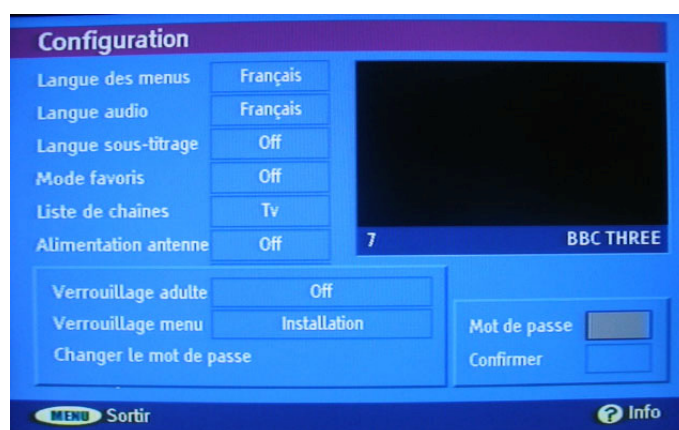 Configuration
Langue des menus Français
Langue audio Français
Langue sous-titrage Off
Mode favoris Off
Liste de chaines Tv
Alimentation antenne Off
7 BBC THREE
Verrouillage adulte Off
Verrouillage menu Installation
Changer le mot de passe
Mot de passe
Confirmer
MENU Sortir
? Info